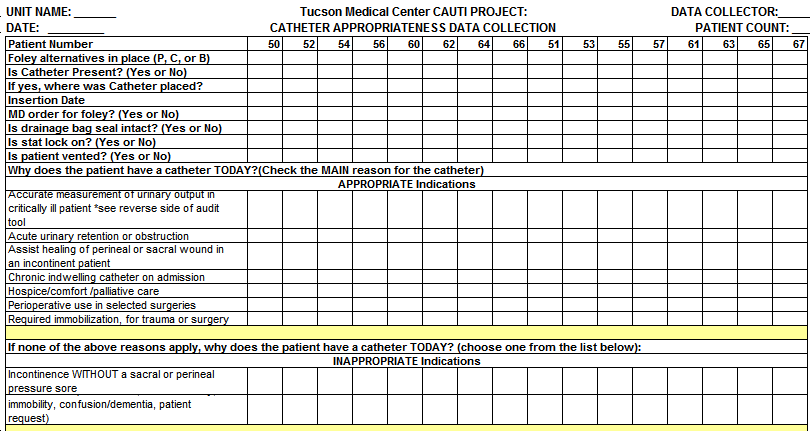 UNIT NAME: _______ Tucson Medical Center CAUTI PROJECT: DATA COLLECTOR:_____
DATE: _________ CATHETER APPROPRIATENESS DATA COLLECTION PATIENT COUNT: ___
Patient Number 50 52 54 56 60 62 64 66 51 53 55 57 61 63 65 67
Foley alternatives in place (P, C, or B)
Is Catheter Present? (Yes or No)
If yes, where was Catheter placed?
Insertion Date
MD order for foley? (Yes or No)
Is drainage bag seal intact? (Yes or No)
Is stat lock on? (Yes or No)
Is patient vented? (Yes or No)
Why does the patient have a catheter TODAY?(Check the MAIN reason for the catheter)
APPROPRIATE Indications
Accurate measurement of urinary output in
critically ill patient *see reverse side of audit
tool
Acute urinary retention or obstruction
Assist healing of perineal or sacral wound in
an incontinent patient
Chronic indwelling catheter on admission
Hospice/comfort /palliative care
Perioperative use in selected surgeries
Required immobilization, for trauma or surgery
If none of the above reasons apply, why does the patient have a catheter TODAY? (choose one from the list below):
INAPPROPRIATE Indications
Incontinence WITHOUT a sacral or perineal
pressure sore
immobility, confusion/dementia, patient
request)